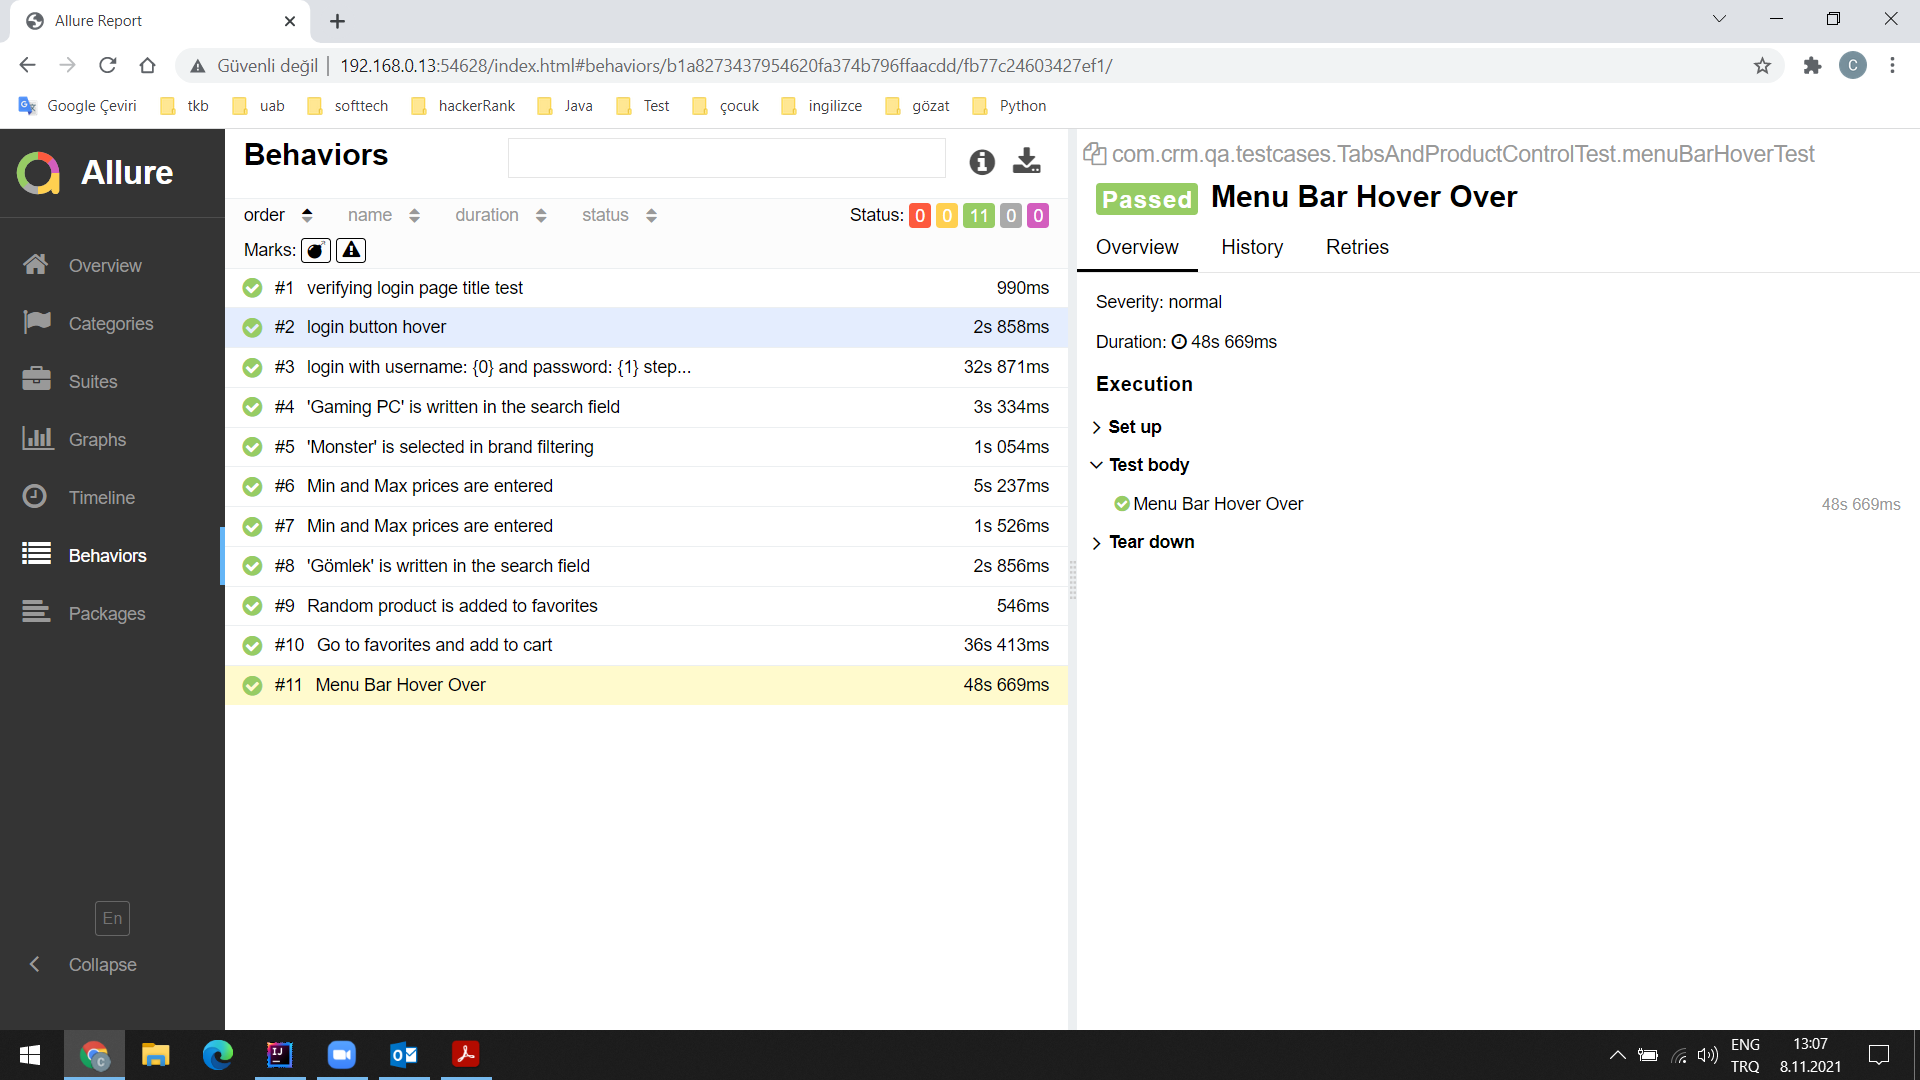 Allure Report
Güvenli değil
192.168.0.13:54628/index.html#behaviors/b1a8273437954620fa374b796ffaacdd/fb77c24603427ef1/
C
Google Çeviri
tkb
uab
softtech
hackerRank
Java
Test
çocuk
ingilizce
gözat
Python
Allure
Overview
Categories
Suites
Graphs
Timeline
Behaviors
Packages
En
Collapse
Behaviors
order name duration status Status: 0 0 11 0 0
Marks:
#1 verifying login page title test 990ms
#2 login button hover 2s 858ms
#3 login with username: {0} and password: {1} step... 32s 871ms
#4 'Gaming PC' is written in the search field 3s 334ms
#5 'Monster' is selected in brand filtering 1s 054ms
#6 Min and Max prices are entered 5s 237ms
#7 Min and Max prices are entered 1s 526ms
#8 'Gömlek' is written in the search field 2s 856ms
#9 Random product is added to favorites 546ms
#10 Go to favorites and add to cart 36s 413ms
#11 Menu Bar Hover Over 48s 669ms
com.crm.qa.testcases.TabsAndProductControlTest.menuBarHoverTest
Passed Menu Bar Hover Over
Overview History Retries
Severity: normal
Duration: 48s 669ms
Execution
Set up
Test body
Menu Bar Hover Over 48s 669ms
Tear down
ENG
TRQ
13:07
8.11.2021